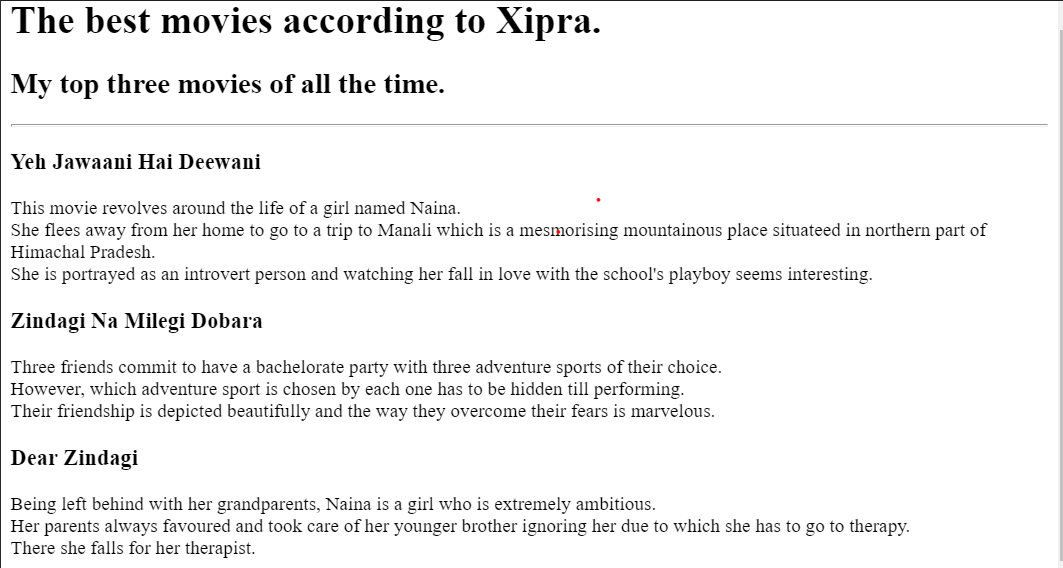 The best movies according to Xipra.
My top three movies of all the time.
Yeh Jawaani Hai Deewani
This movie revolves around the life of a girl named Naina.
She flees away from her home to go to a trip to Manali which is a mesmorising mountainous place situateed in northern part of
Himachal Pradesh.
She is portrayed as an introvert person and watching her fall in love with the school's playboy seems interesting.
Zindagi Na Milegi Dobara
Three friends commit to have a bachelorate party with three adventure sports of their choice.
However, which adventure sport is chosen by each one has to be hidden till performing.
Their friendship is depicted beautifully and the way they overcome their fears is marvelous.
Dear Zindagi
Being left behind with her grandparents, Naina is a girl who is extremely ambitious.
Her parents always favoured and took care of her younger brother ignoring her due to which she has to go to therapy.
There she falls for her therapist.